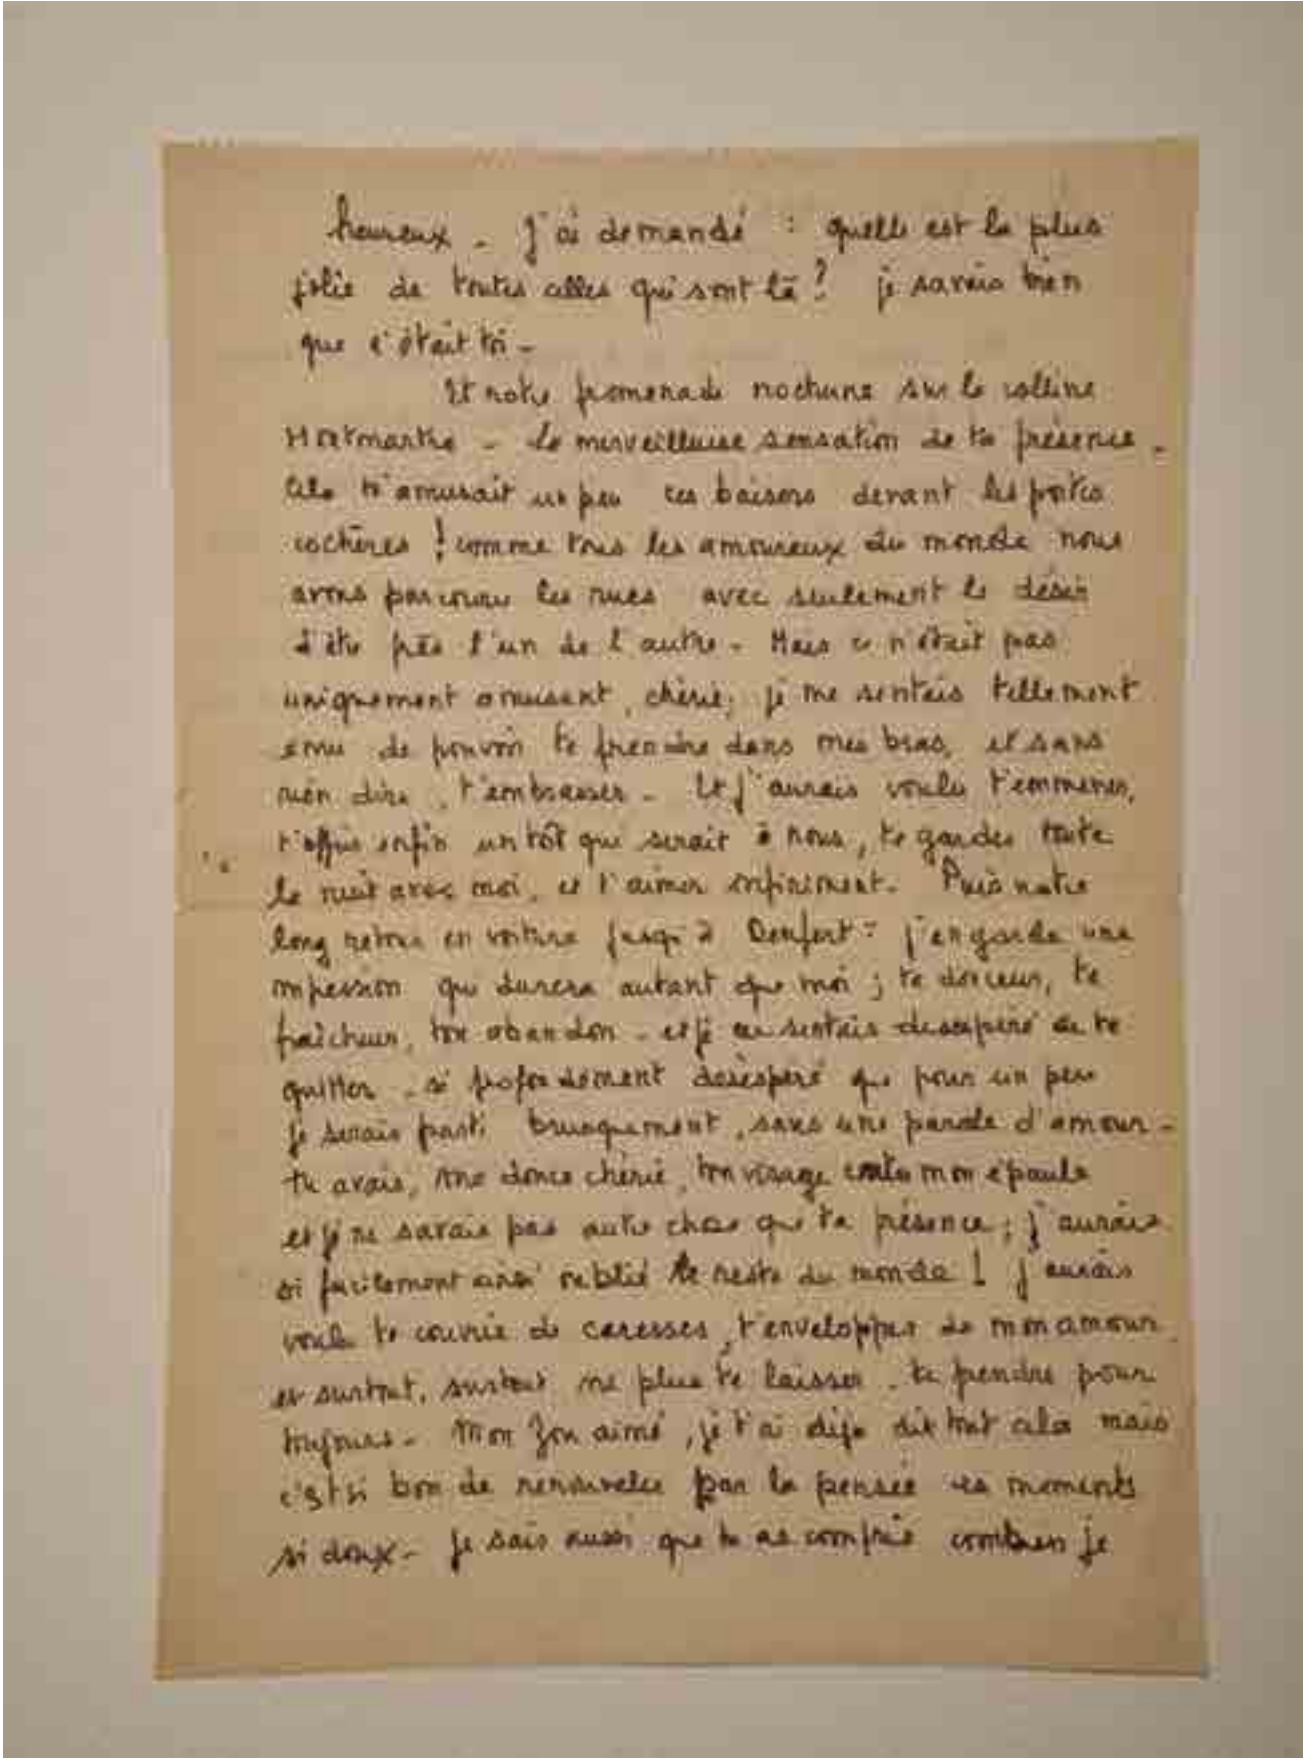 heureux - J'ai demandé : quelle est la plus
jolie de toutes celles qui sont là ? je savais bien
que c'était toi -
Et notre promenade nocturne sur la colline
Montmartre - la merveilleuse sensation de ta présence -
Cela t'amusait un peu ces baisers devant les portes
cochères ! comme tous les amoureux du monde nous
avons parcouru les rues avec seulement le désir
d'être près l'un de l'autre - Mais ce n'était pas
uniquement amusant, chérie, je me sentais tellement
ému de pouvoir te prendre dans mes bras, et sans
rien dire, t'embrasser - Et j'aurais voulu t'emmener,
t'offrir enfin un toît qui serait à nous, te garder toute
la nuit avec moi, et t'aimer infiniment. Puis notre
long retour en voiture jusqu'à Denfert : j'en garde une
impression qui durera autant que moi ; ta douceur, ta
fraîcheur, ton abandon - et je me sentais désespéré de te
quitter - si profondément désespéré que pour un peu
je serais parti brusquement, sans une parole d'amour -
tu avais, ma douce chérie, ton visage contre mon épaule
et je ne savais pas autre chose que ta présence ; j'aurais
si facilement ainsi oublié le reste du monde ! J'aurais
voulu te couvrir de caresses, t'envelopper de mon amour
et surtout, surtout ne plus te laisser - te prendre pour
toujours - Mon Zon aimé, je t'ai déjà dit tout cela mais
c'est si bon de renouveler par la pensée ces moments
si doux - je sais aussi que tu as compris combien je